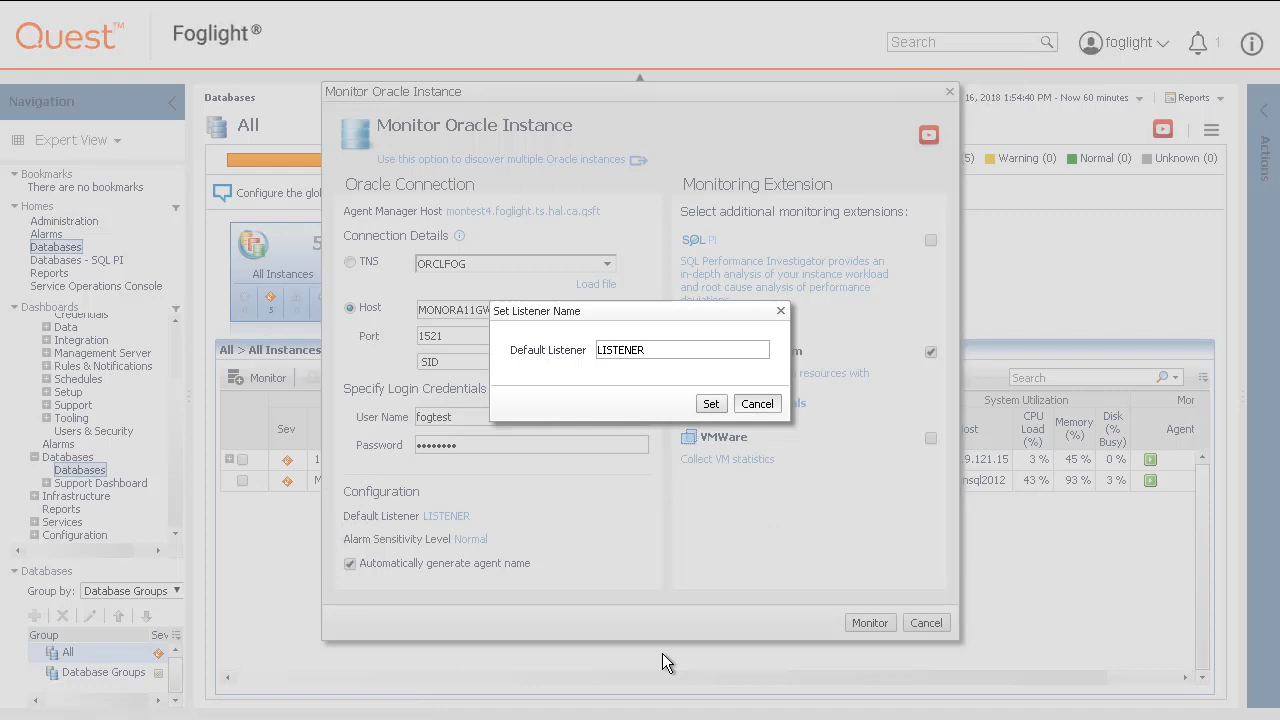 Quest™
Foglight®
Search
foglight
1
Navigation
Expert View
Bookmarks
There are no bookmarks
Homes
Administration
Alarms
Databases
Databases - SQL PI
Reports
Service Operations Console
Dashboards
Credentials
Data
Integration
Management Server
Rules & Notifications
Schedules
Setup
Support
Tooling
Users & Security
Alarms
Databases
Databases
Support Dashboard
Infrastructure
Reports
Services
Configuration
Databases
Group by: Database Groups
Group Sev
All
Database Groups
Databases
16, 2018 1:54:40 PM - Now 60 minutes
Reports
All
5) Warning (0) Normal (0) Unknown (0)
Configure the glo
5
All Instances
5
All > All Instances
Monitor
Search
System Utilization
Mor
Sev
ost
CPU Load (%)
Memory (%)
Disk (% Busy)
Agent
1
9.121.15 3 % 45 % 0 %
M
nsql2012 43 % 93 % 3 %
Actions
Monitor Oracle Instance
Monitor Oracle Instance
Use this option to discover multiple Oracle instances
Oracle Connection
Agent Manager Host montest4.foglight.ts.hal.ca.qsft
Connection Details
TNS ORCLFOG
Load file
Host MONORA11GW
Port 1521
SID
Specify Login Credentials
User Name fogtest
Password ••••••••
Configuration
Default Listener LISTENER
Alarm Sensitivity Level Normal
Automatically generate agent name
Monitoring Extension
Select additional monitoring extensions:
SQL PI
SQL Performance Investigator provides an
in-depth analysis of your instance workload
and root cause analysis of performance
deviations
m
resources with
als
VMWare
Collect VM statistics
Monitor Cancel
Set Listener Name
Default Listener LISTENER
Set Cancel